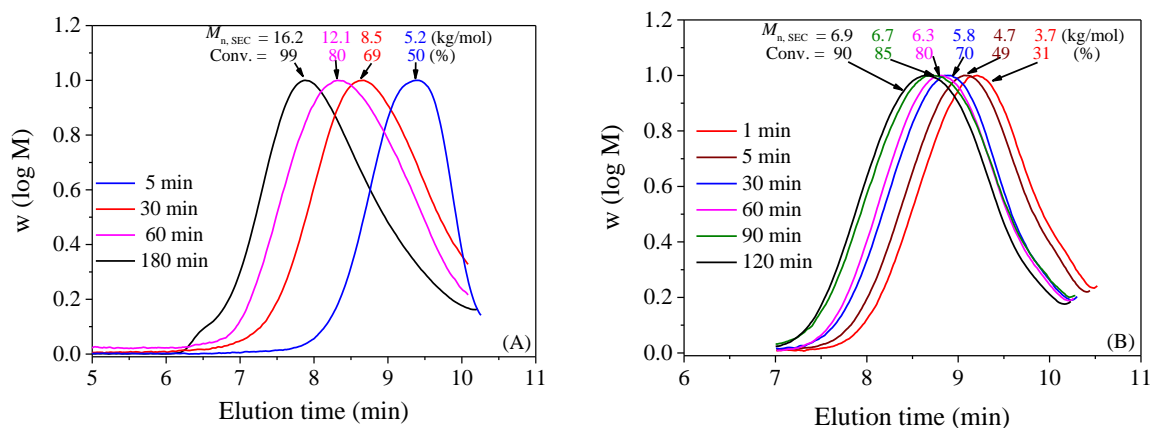 M n, SEC = 16.2 12.1 8.5 5.2 (kg/mol)
Conv. = 99 80 69 50 (%)
1.2
1.0
0.8
0.6
0.4
0.2
0.0
w (log M)
5 min
30 min
60 min
180 min
(A)
5 6 7 8 9 10 11
Elution time (min)
M n, SEC = 6.9 6.7 6.3 5.8 4.7 3.7 (kg/mol)
Conv. = 90 85 80 70 49 31 (%)
1.2
1.0
0.8
0.6
0.4
0.2
0.0
w (log M)
1 min
5 min
30 min
60 min
90 min
120 min
(B)
6 7 8 9 10 11
Elution time (min)